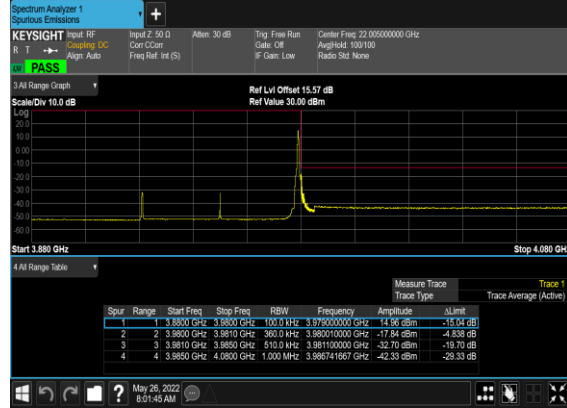 Spectrum Analyzer 1
Spurious Emissions
KEYSIGHT Input: RF Input Z: 50 Ω Atten: 30 dB Trig: Free Run Center Freq: 22.005000000 GHz
R T Coupling: DC Corr CCorr Gate: Off Avg|Hold: 100/100
Align: Auto Freq Ref: Int (S) IF Gain: Low Radio Std: None
PASS
3 All Range Graph
Ref Lvl Offset 15.57 dB
Scale/Div 10.0 dB Ref Value 30.00 dBm
Log
20.0
10.0
0.00
-10.0
-20.0
-30.0
-40.0
-50.0
-60.0
Start 3.880 GHz Stop 4.080 GHz
4 All Range Table
Measure Trace Trace 1
Trace Type Trace Average (Active)
Spur Range Start Freq Stop Freq RBW Frequency Amplitude ΔLimit
1 1 3.8800 GHz 3.9800 GHz 100.0 kHz 3.979000000 GHz 14.96 dBm -15.04 dB
2 2 3.9800 GHz 3.9810 GHz 360.0 kHz 3.980010000 GHz -17.84 dBm -4.838 dB
3 3 3.9810 GHz 3.9850 GHz 510.0 kHz 3.981100000 GHz -32.70 dBm -19.70 dB
4 4 3.9850 GHz 4.0800 GHz 1.000 MHz 3.986741667 GHz -42.33 dBm -29.33 dB
?
May 26, 2022
8:01:45 AM